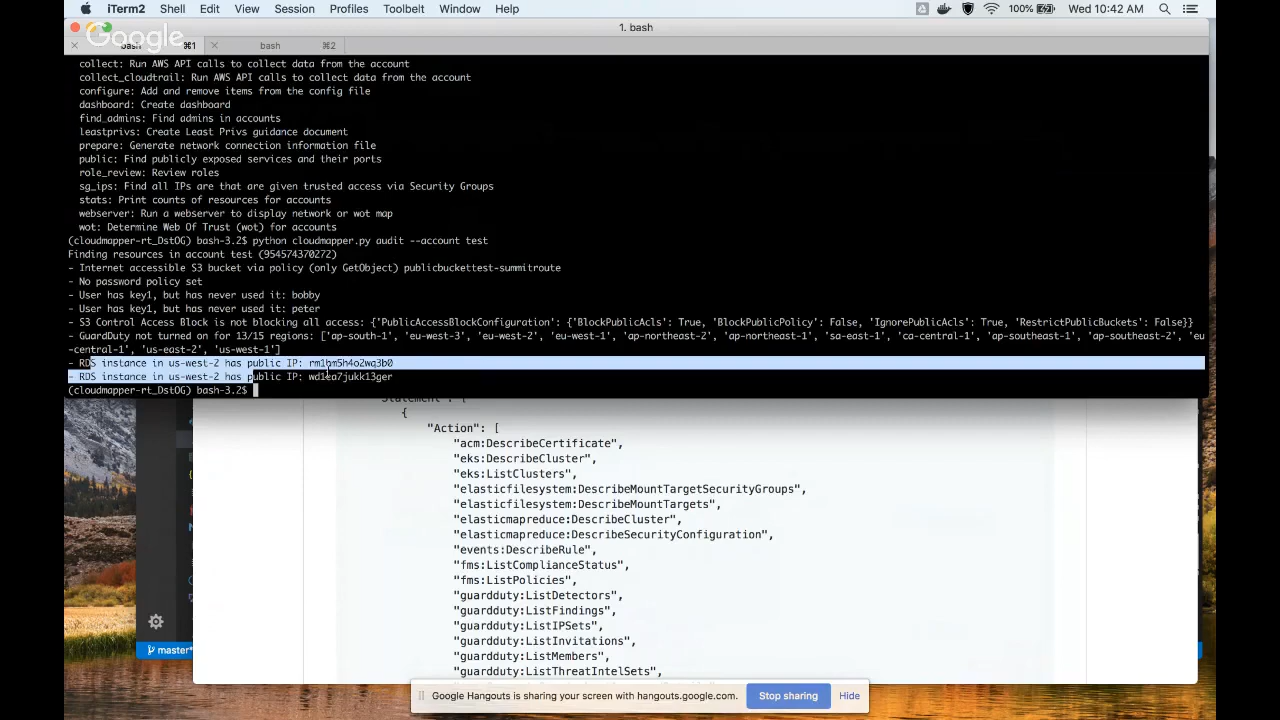 iTerm2 Shell Edit View Session Profiles Toolbelt Window Help 100% Wed 10:42 AM
1. bash
Google
bash ⌘1 bash ⌘2
collect: Run AWS API calls to collect data from the account
collect_cloudtrail: Run AWS API calls to collect data from the account
configure: Add and remove items from the config file
dashboard: Create dashboard
find_admins: Find admins in accounts
leastprivs: Create Least Privs guidance document
prepare: Generate network connection information file
public: Find publicly exposed services and their ports
role_review: Review roles
sg_ips: Find all IPs are that are given trusted access via Security Groups
stats: Print counts of resources for accounts
webserver: Run a webserver to display network or wot map
wot: Determine Web Of Trust (wot) for accounts
(cloudmapper-rt_DstOG) bash-3.2$ python cloudmapper.py audit --account test
Finding resources in account test (954574370272)
- Internet accessible S3 bucket via policy (only GetObject) publicbuckettest-summitroute
- No password policy set
- User has key1, but has never used it: bobby
- User has key1, but has never used it: peter
- S3 Control Access Block is not blocking all access: {'PublicAccessBlockConfiguration': {'BlockPublicAcls': True, 'BlockPublicPolicy': False, 'IgnorePublicAcls': True, 'RestrictPublicBuckets': False}}
- GuardDuty not turned on for 13/15 regions: ['ap-south-1', 'eu-west-3', 'eu-west-2', 'eu-west-1', 'ap-northeast-2', 'ap-northeast-1', 'sa-east-1', 'ca-central-1', 'ap-southeast-1', 'ap-southeast-2', 'eu
-central-1', 'us-east-2', 'us-west-1']
- RDS instance in us-west-2 has public IP: rm1bm5h4o2wq3b0
- RDS instance in us-west-2 has public IP: wd1ea7jukk13ger
(cloudmapper-rt_DstOG) bash-3.2$
"Statement": [
{
"Action": [
"acm:DescribeCertificate",
"eks:DescribeCluster",
"eks:ListClusters",
"elasticfilesystem:DescribeMountTargetSecurityGroups",
"elasticfilesystem:DescribeMountTargets",
"elasticmapreduce:DescribeCluster",
"elasticmapreduce:DescribeSecurityConfiguration",
"events:DescribeRule",
"fms:ListComplianceStatus",
"fms:ListPolicies",
"guardduty:ListDetectors",
"guardduty:ListFindings",
"guardduty:ListIPSets",
"guardduty:ListInvitations",
"guardduty:ListMembers",
"guardduty:ListThreatIntelSets",
master*
Google Hangouts is sharing your screen with hangouts.google.com. Stop sharing Hide